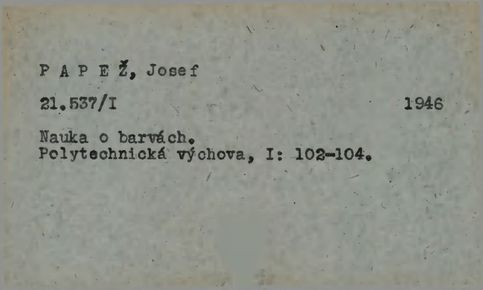 P A P E Ž, Josef
21.537/I 1946
Nauka o barvách.
Polytechnická výchova, I: 102-104.